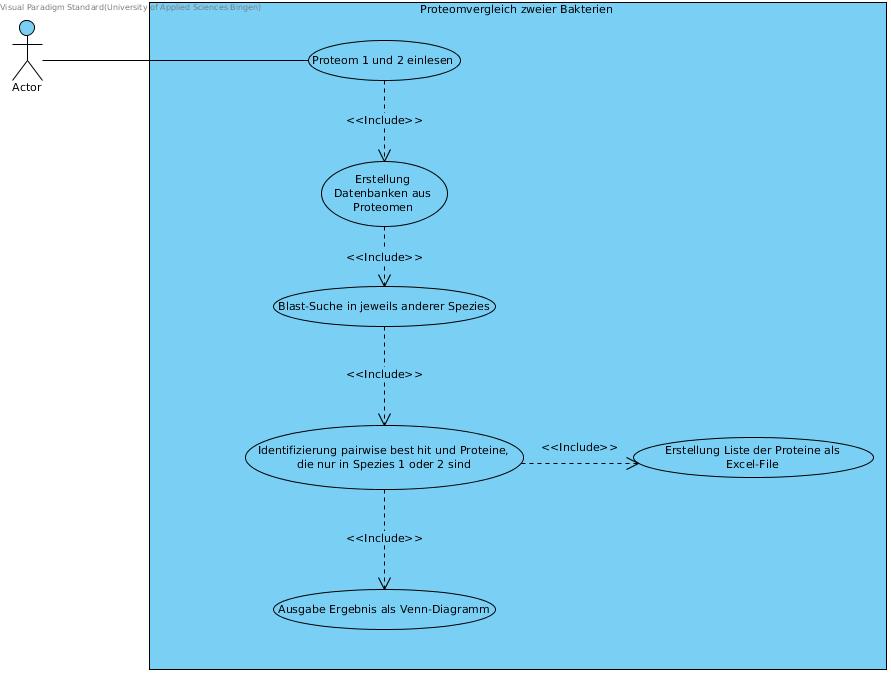 Visual Paradigm Standard(University of Applied Sciences Bingen)
Proteomvergleich zweier Bakterien
Actor
Proteom 1 und 2 einlesen
<<Include>>
Erstellung
Datenbanken aus
Proteomen
<<Include>>
Blast-Suche in jeweils anderer Spezies
<<Include>>
Identifizierung pairwise best hit und Proteine,
die nur in Spezies 1 oder 2 sind
<<Include>>
Erstellung Liste der Proteine als
Excel-File
<<Include>>
Ausgabe Ergebnis als Venn-Diagramm